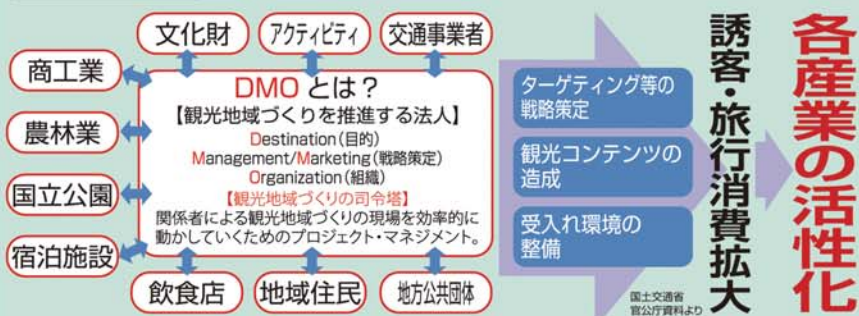 文化財
アクティビティ
交通事業者
商工業
農林業
国立公園
宿泊施設
DMOとは？
【観光地域づくりを推進する法人】
Destination(目的)
Management/Marketing(戦略策定)
Organization(組織)
【観光地域づくりの司令塔】
関係者による観光地域づくりの現場を効率的に
動かしていくためのプロジェクト・マネジメント。
飲食店
地域住民
地方公共団体
ターゲティング等の
戦略策定
観光コンテンツの
造成
受入れ環境の
整備
誘客・旅行消費拡大
国土交通省
官公庁資料より
各産業の活性化